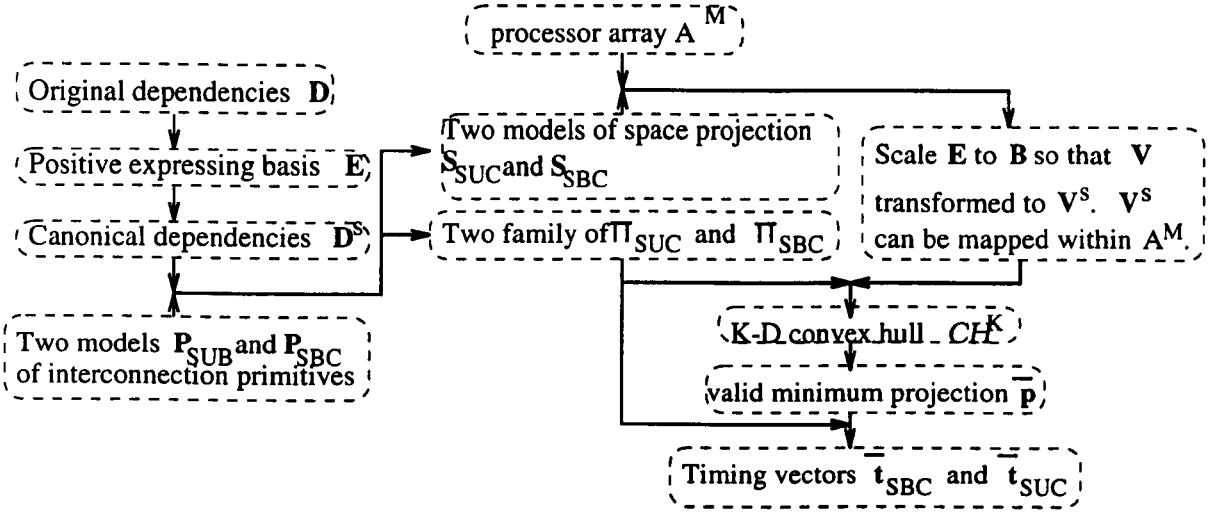 processor array A^M
Original dependencies D
Positive expressing basis E
Canonical dependencies D^S
Two models P_SUB and P_SBC
of interconnection primitives
Two models of space projection
S_SUC and S_SBC
Two family of Π_SUC and Π_SBC
Scale E to B so that V
transformed to V^S. V^S
can be mapped within A^M.
K-D convex hull CH^K
valid minimum projection p̄
Timing vectors t̄_SBC and t̄_SUC